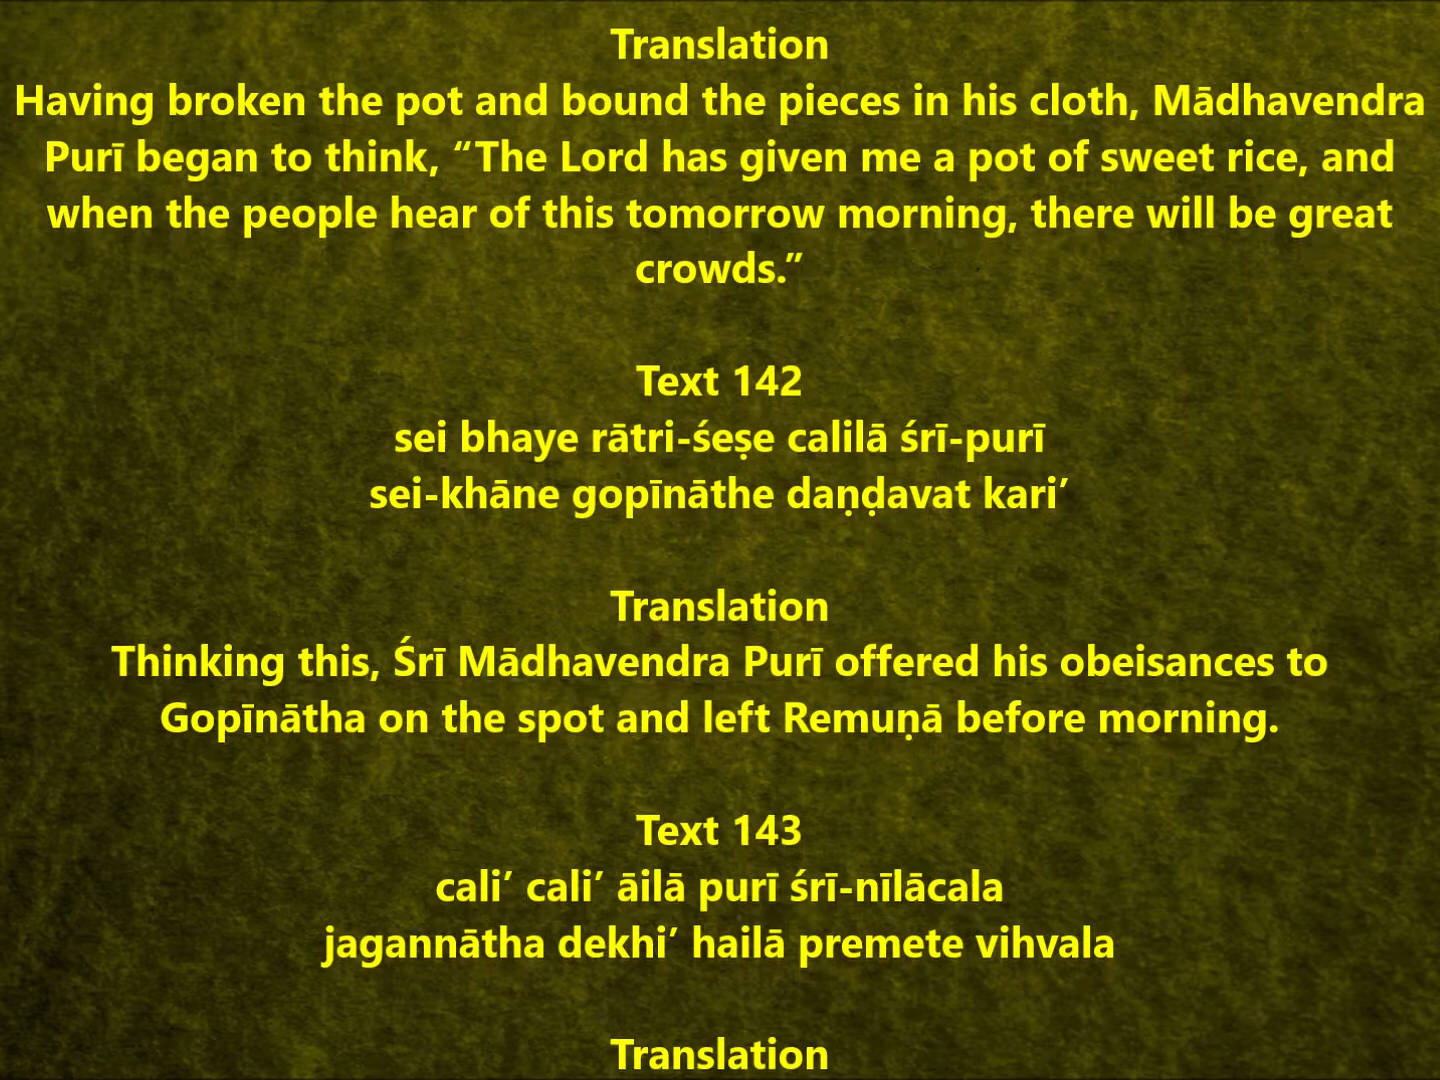 Translation
Having broken the pot and bound the pieces in his cloth, Mādhavendra
Purī began to think, “The Lord has given me a pot of sweet rice, and
when the people hear of this tomorrow morning, there will be great
crowds.”
Text 142
sei bhaye rātri-śeṣe calilā śrī-purī
sei-khāne gopīnāthe daṇḍavat kari’
Translation
Thinking this, Śrī Mādhavendra Purī offered his obeisances to
Gopīnātha on the spot and left Remuṇā before morning.
Text 143
cali’ cali’ āilā purī śrī-nīlācala
jagannātha dekhi’ hailā premete vihvala
Translation